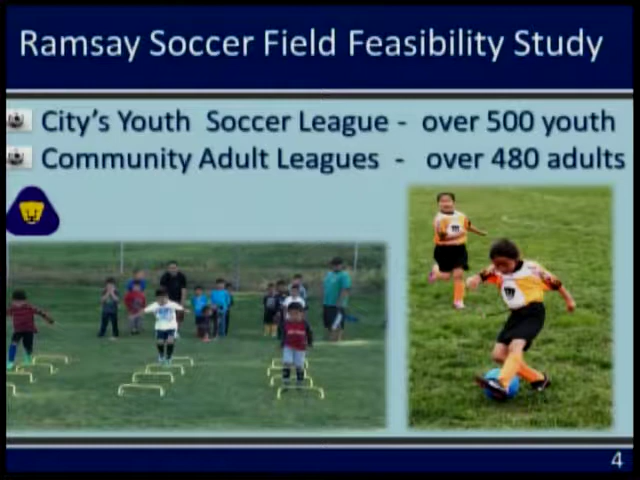 Ramsay Soccer Field Feasibility Study
City's Youth Soccer League - over 500 youth
Community Adult Leagues - over 480 adults
4